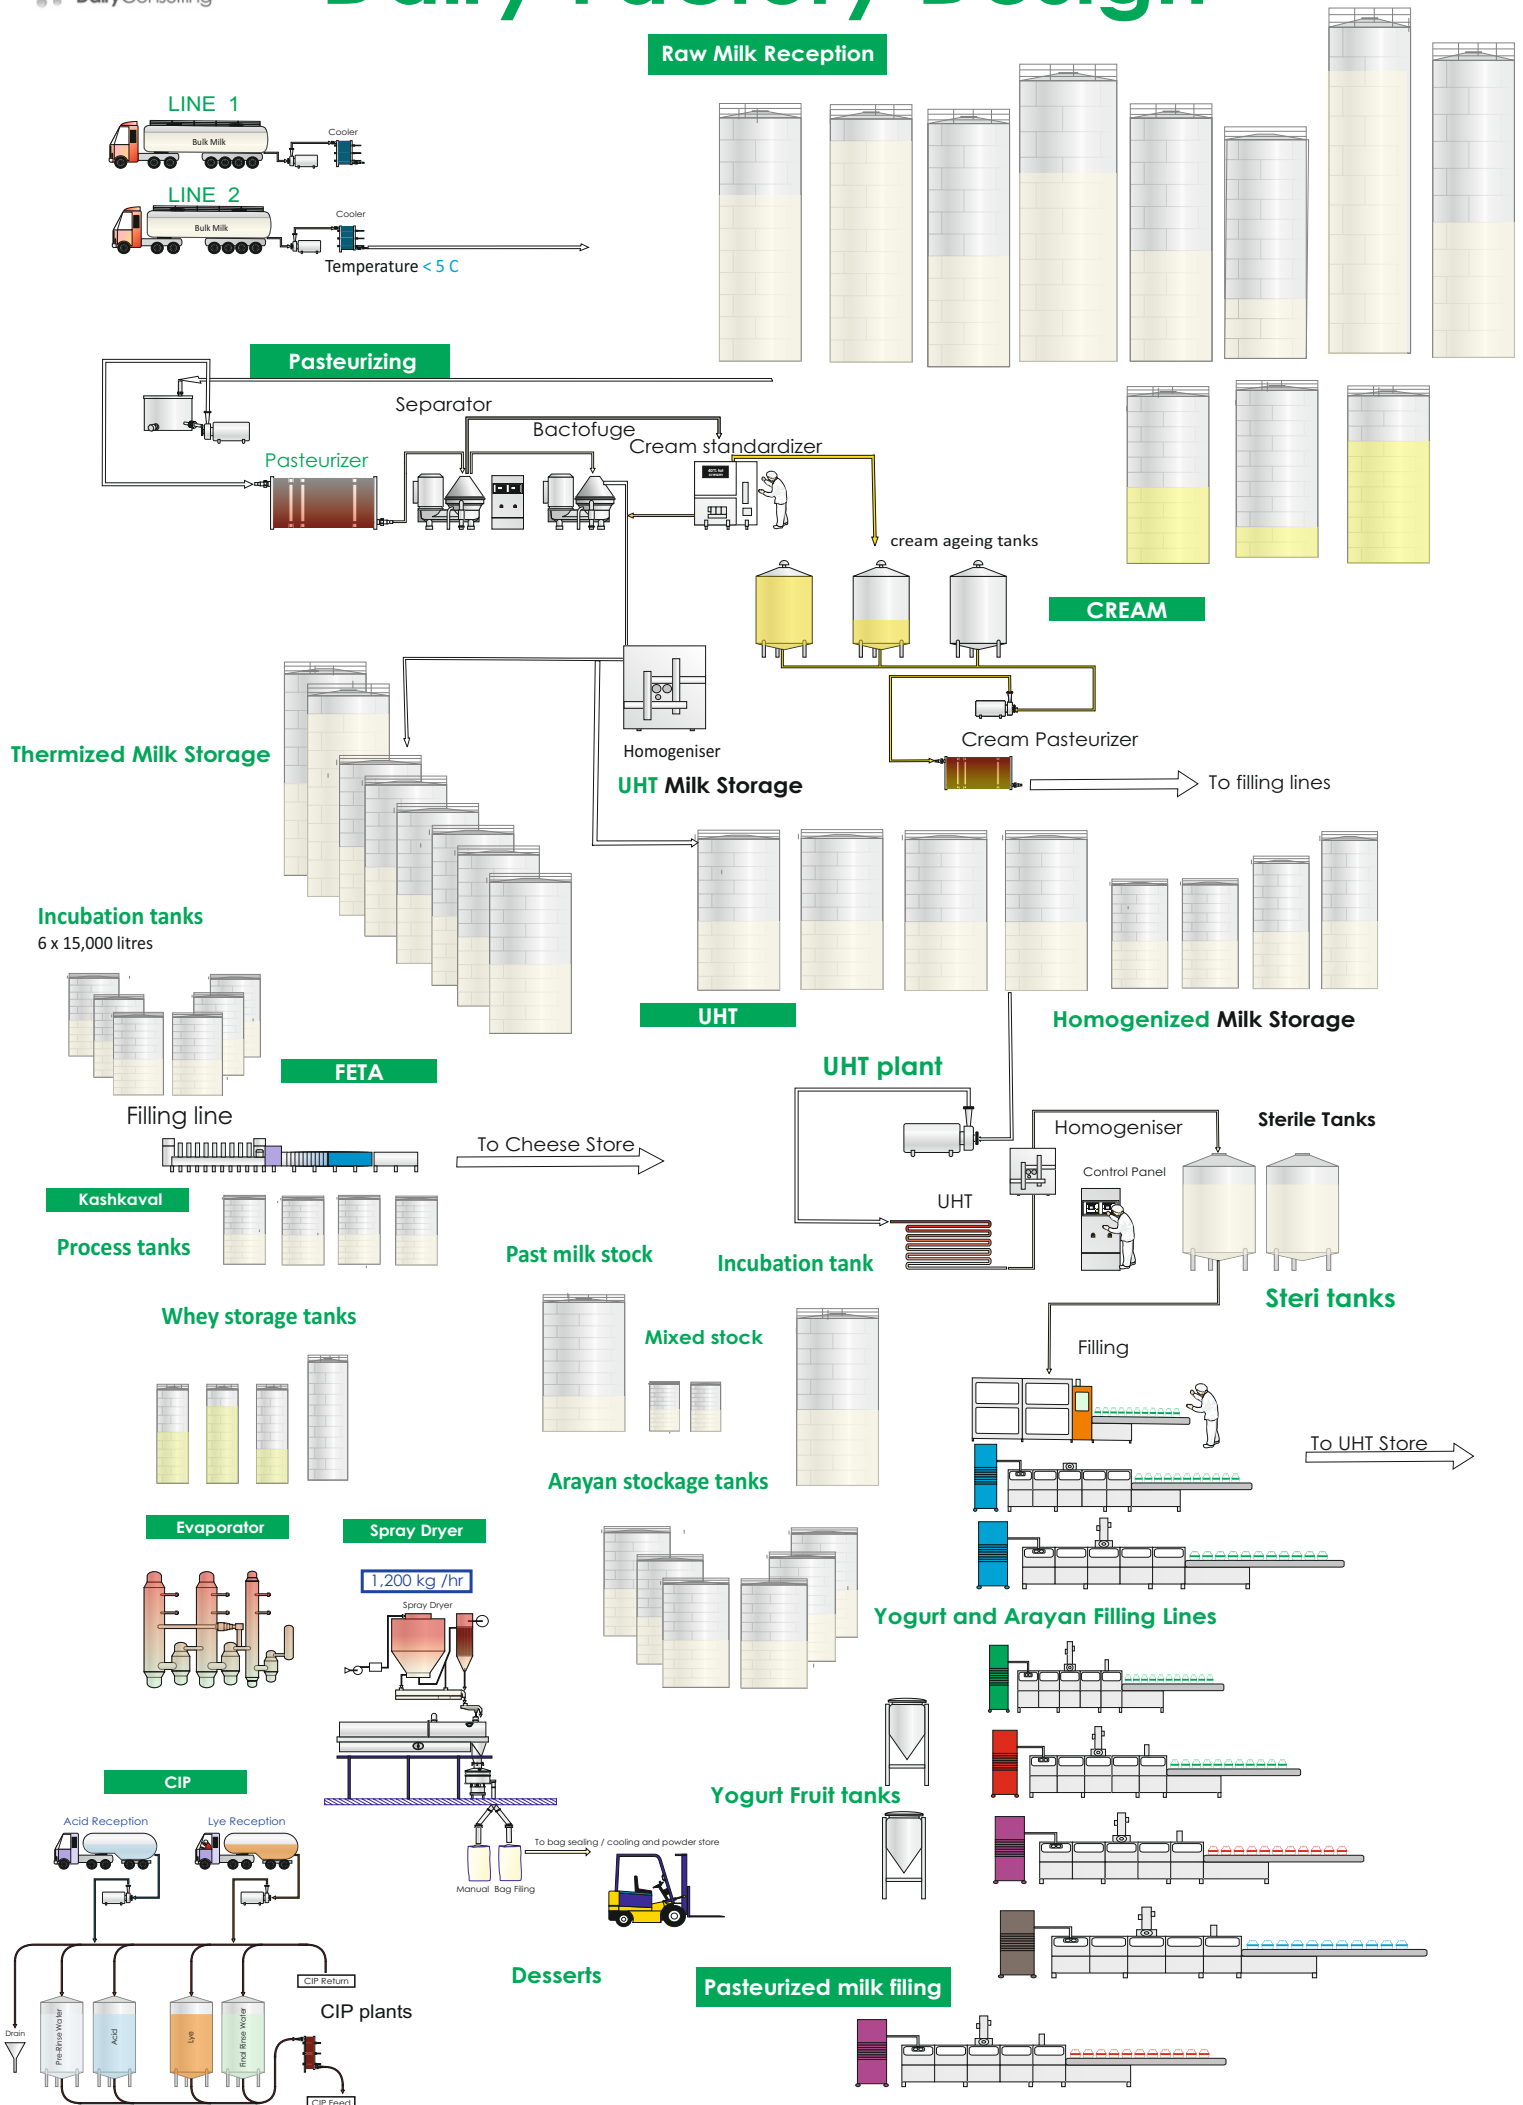 DairyConsulting
Dairy Factory Design
Raw Milk Reception
LINE 1
Bulk Milk
Cooler
LINE 2
Bulk Milk
Cooler
Temperature < 5 C
Pasteurizing
Separator
Bactofuge
Cream standardizer
Pasteurizer
cream ageing tanks
CREAM
Thermized Milk Storage
Homogeniser
UHT Milk Storage
Cream Pasteurizer
To filling lines
Incubation tanks
6 x 15,000 litres
UHT
Homogenized Milk Storage
FETA
UHT plant
Filling line
To Cheese Store
Homogeniser
Sterile Tanks
Control Panel
Kashkaval
UHT
Process tanks
Past milk stock
Incubation tank
Steri tanks
Whey storage tanks
Mixed stock
Filling
To UHT Store
Arayan stockage tanks
Evaporator
Spray Dryer
1,200 kg /hr
Spray Dryer
Yogurt and Arayan Filling Lines
CIP
Yogurt Fruit tanks
Acid Reception
Lye Reception
To bag sealing / cooling and powder store
Manual Bag Filing
Desserts
Pasteurized milk filing
CIP Return
CIP plants
Drain
Pre-Rinse Water
Acid
Lye
Final Rinse Water
CIP Feed